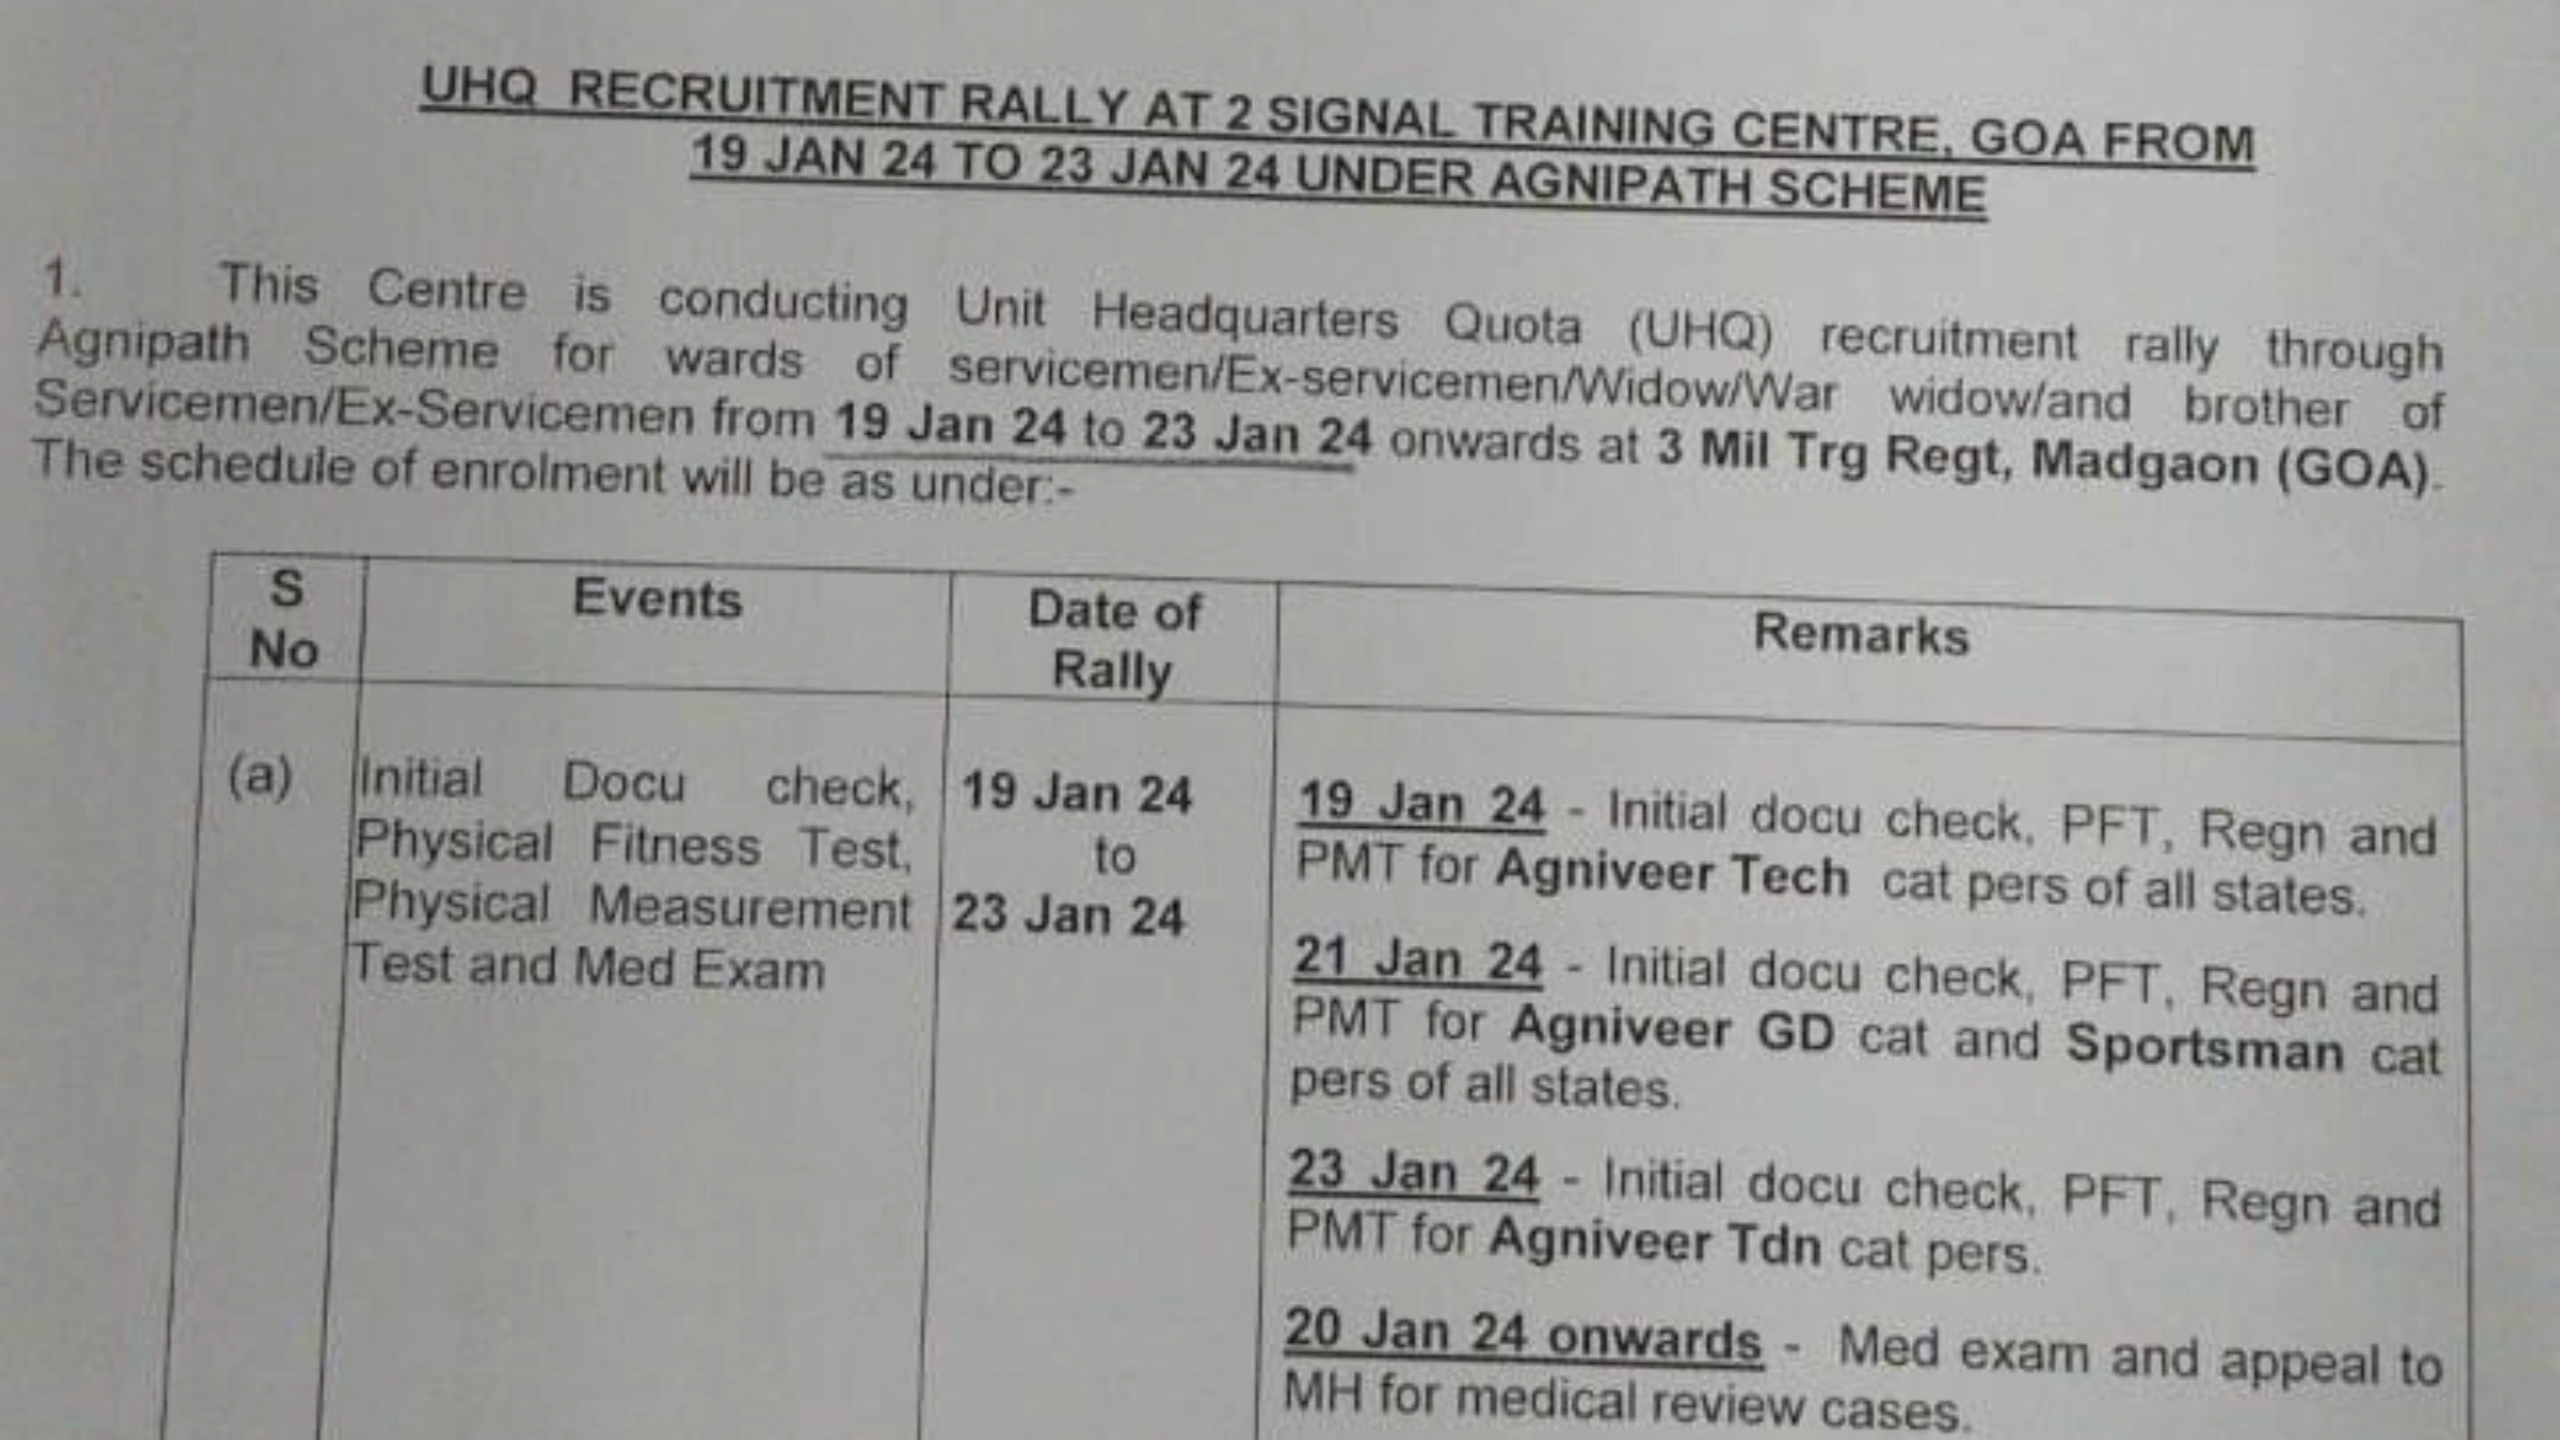 UHQ RECRUITMENT RALLY AT 2 SIGNAL TRAINING CENTRE, GOA FROM
19 JAN 24 TO 23 JAN 24 UNDER AGNIPATH SCHEME
1. This Centre is conducting Unit Headquarters Quota (UHQ) recruitment rally through
Agnipath Scheme for wards of servicemen/Ex-servicemen/Widow/War widow/and brother of
Servicemen/Ex-Servicemen from 19 Jan 24 to 23 Jan 24 onwards at 3 Mil Trg Regt, Madgaon (GOA).
The schedule of enrolment will be as under:-
S
No
Events
Date of
Rally
Remarks
(a)
Initial Docu check,
Physical Fitness Test,
Physical Measurement
Test and Med Exam
19 Jan 24
to
23 Jan 24
19 Jan 24 - Initial docu check, PFT, Regn and
PMT for Agniveer Tech cat pers of all states.
21 Jan 24 - Initial docu check, PFT, Regn and
PMT for Agniveer GD cat and Sportsman cat
pers of all states.
23 Jan 24 - Initial docu check, PFT, Regn and
PMT for Agniveer Tdn cat pers.
20 Jan 24 onwards - Med exam and appeal to
MH for medical review cases.